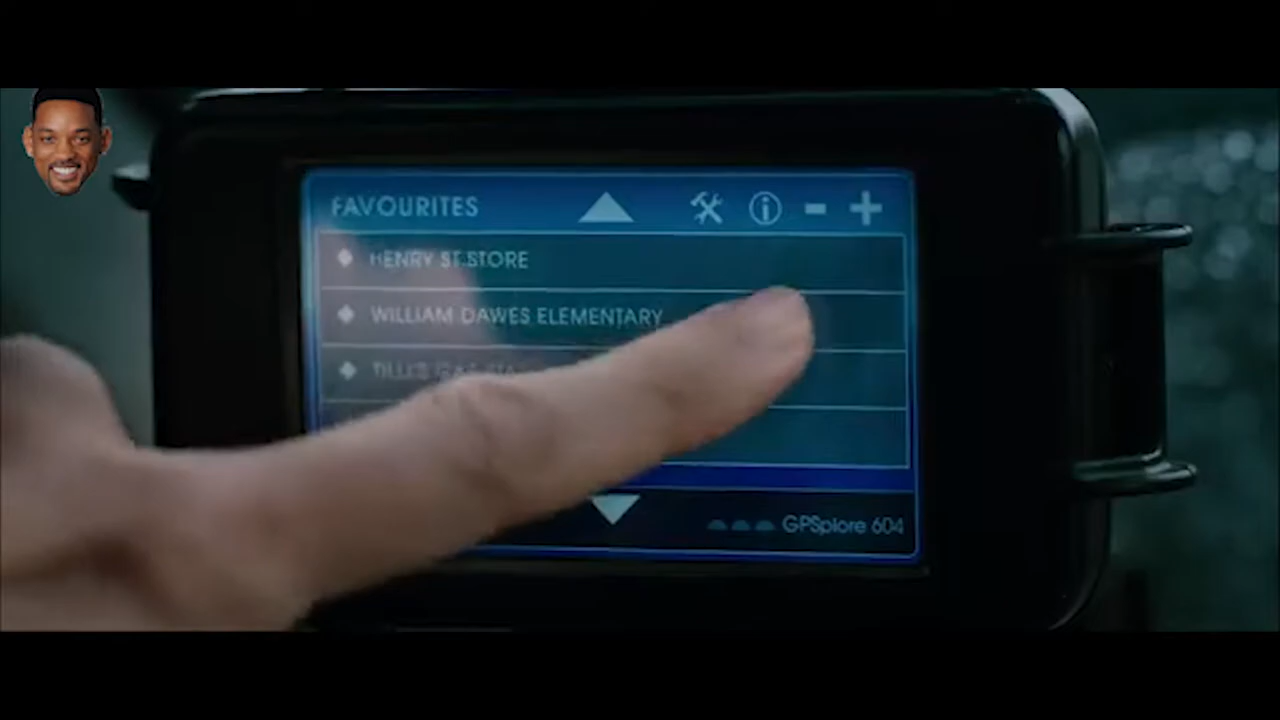 FAVOURITES
HENRY ST.STORE
WILLIAM DAWES ELEMENTARY
GPSplore 604